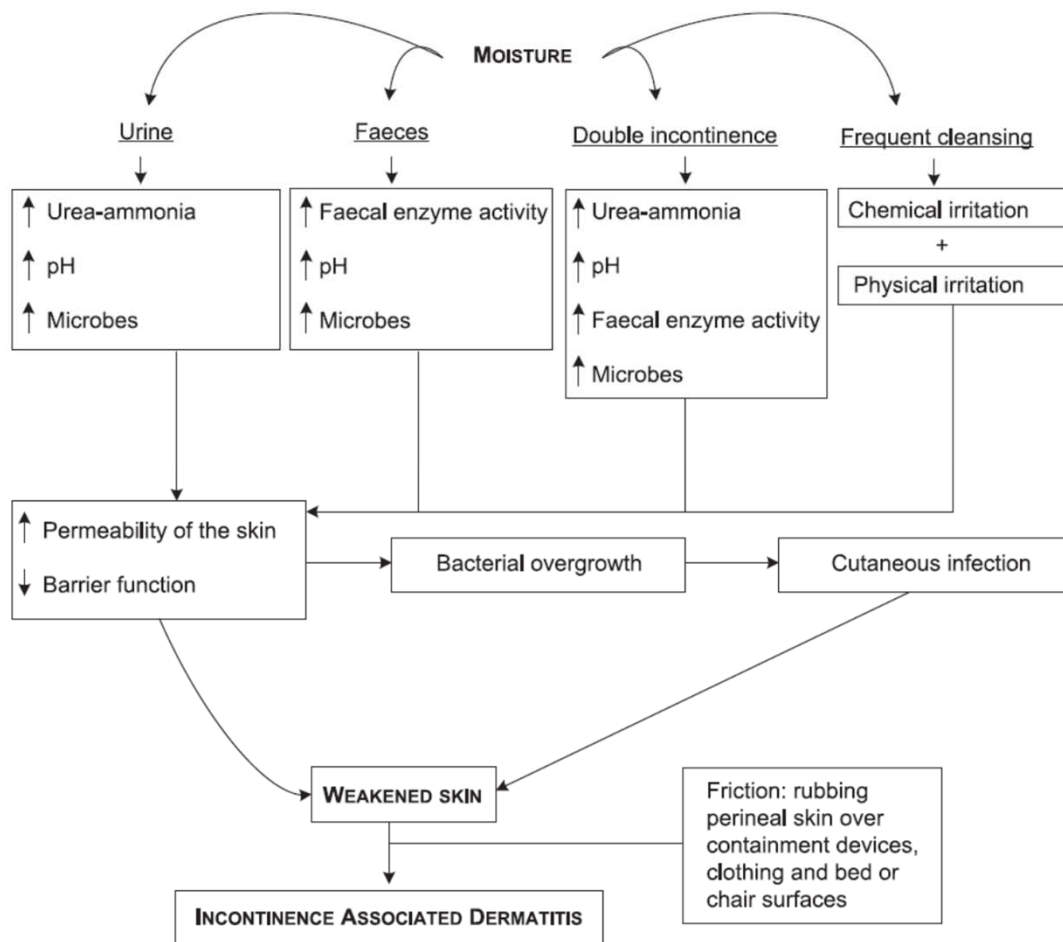 MOISTURE
Urine
Faeces
Double incontinence
Frequent cleansing
↑ Urea-ammonia
↑ pH
↑ Microbes
↑ Faecal enzyme activity
↑ pH
↑ Microbes
↑ Urea-ammonia
↑ pH
↑ Faecal enzyme activity
↑ Microbes
Chemical irritation
+
Physical irritation
↑ Permeability of the skin
↓ Barrier function
Bacterial overgrowth
Cutaneous infection
WEAKENED SKIN
Friction: rubbing
perineal skin over
containment devices,
clothing and bed or
chair surfaces
INCONTINENCE ASSOCIATED DERMATITIS